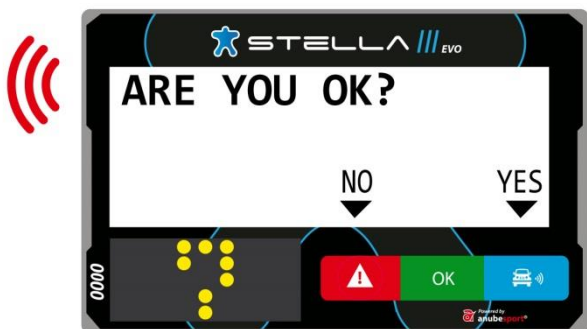 STELLA III EVO
ARE YOU OK?
NO YES
?
0000
OK
Powered by
anubesport